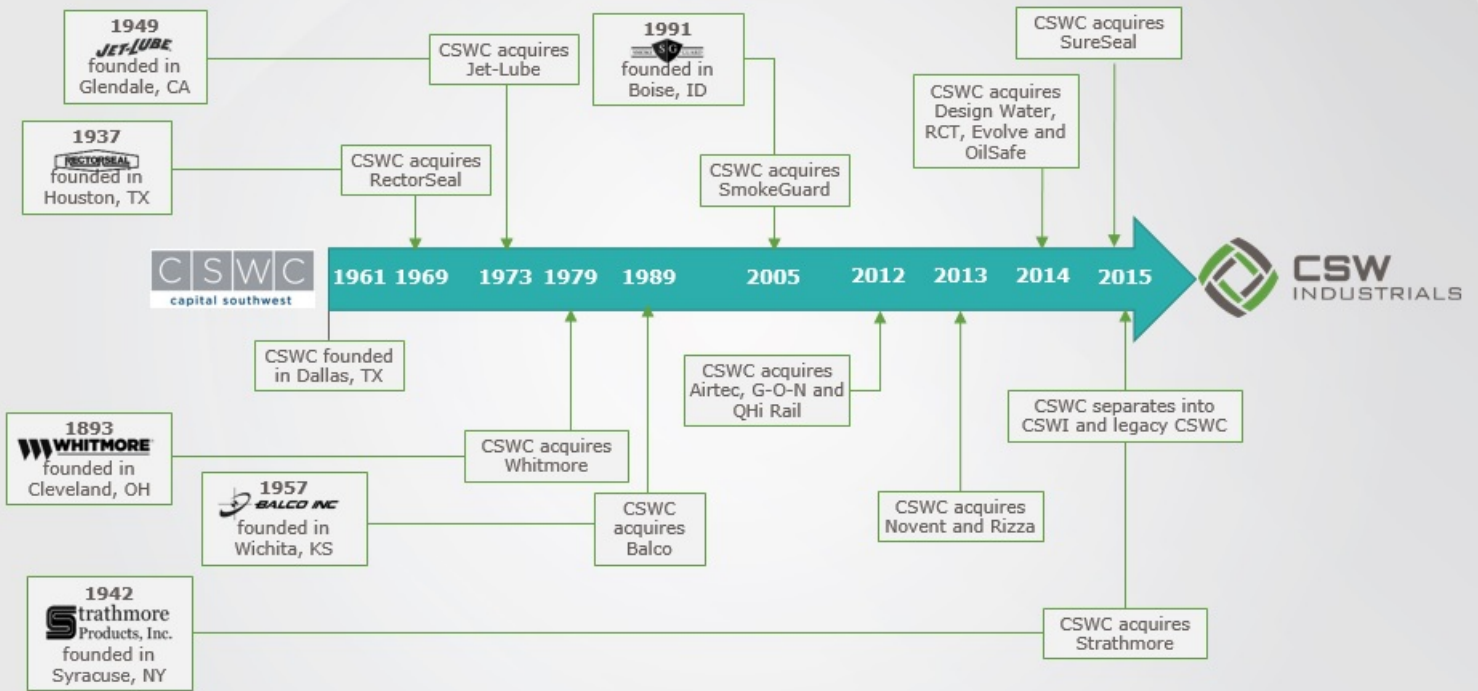 1949
JET-LUBE
founded in
Glendale, CA
CSWC acquires
Jet-Lube
1991
SMOKE GUARD
SG
founded in
Boise, ID
CSWC acquires
SureSeal
CSWC acquires
Design Water,
RCT, Evolve and
OilSafe
1937
RECTORSEAL
founded in
Houston, TX
CSWC acquires
RectorSeal
CSWC acquires
SmokeGuard
CSWC
capital southwest
1961 1969 1973 1979 1989 2005 2012 2013 2014 2015
CSW
INDUSTRIALS
CSWC founded
in Dallas, TX
CSWC acquires
Airtec, G-O-N and
QHi Rail
CSWC separates into
CSWI and legacy CSWC
1893
WHITMORE
founded in
Cleveland, OH
CSWC acquires
Whitmore
1957
BALCO INC
founded in
Wichita, KS
CSWC
acquires
Balco
CSWC acquires
Novent and Rizza
1942
Strathmore
Products, Inc.
founded in
Syracuse, NY
CSWC acquires
Strathmore